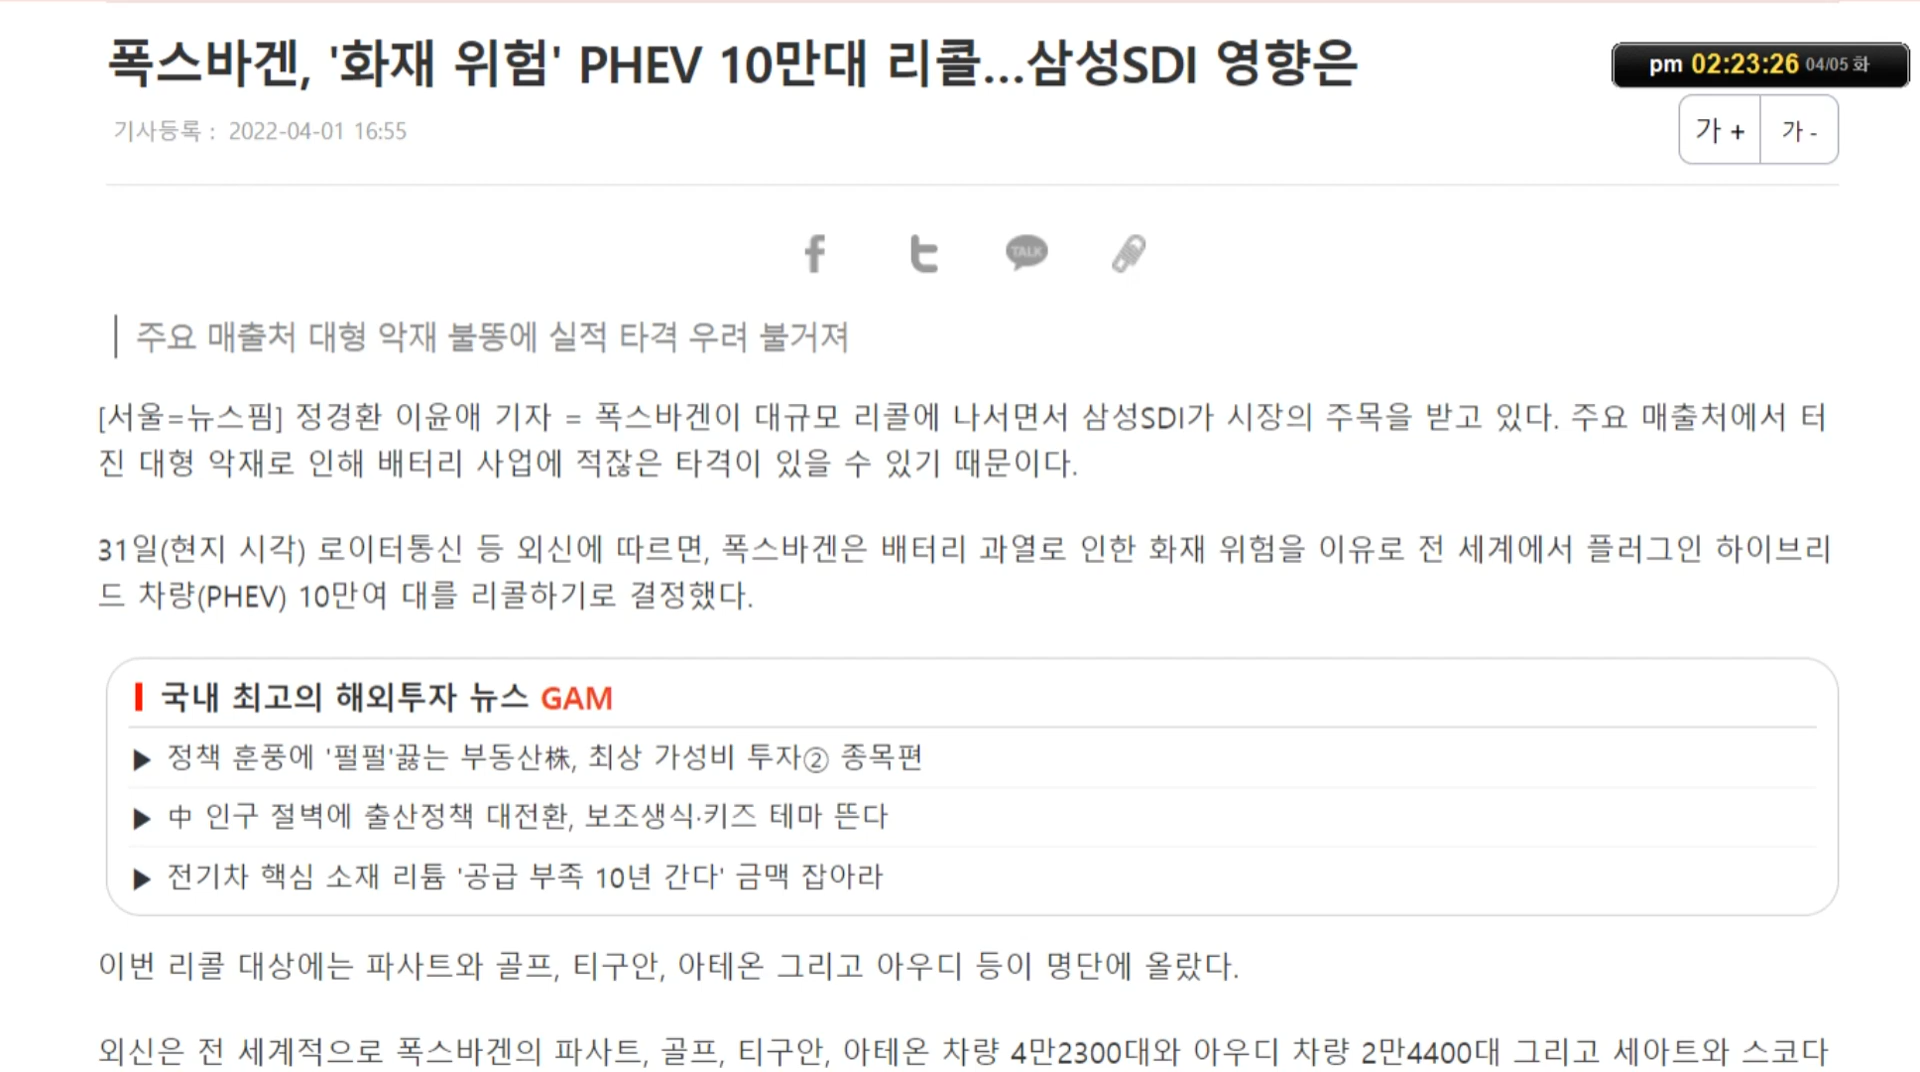 폭스바겐, '화재 위험' PHEV 10만대 리콜...삼성SDI 영향은
pm 02:23:26 04/05 화
기사등록 : 2022-04-01 16:55
가 + 가 -
TALK
주요 매출처 대형 악재 불똥에 실적 타격 우려 불거져
[서울=뉴스핌] 정경환 이윤애 기자 = 폭스바겐이 대규모 리콜에 나서면서 삼성SDI가 시장의 주목을 받고 있다. 주요 매출처에서 터
진 대형 악재로 인해 배터리 사업에 적잖은 타격이 있을 수 있기 때문이다.
31일(현지 시각) 로이터통신 등 외신에 따르면, 폭스바겐은 배터리 과열로 인한 화재 위험을 이유로 전 세계에서 플러그인 하이브리
드 차량(PHEV) 10만여 대를 리콜하기로 결정했다.
국내 최고의 해외투자 뉴스 GAM
▶ 정책 훈풍에 '펄펄'끓는 부동산株, 최상 가성비 투자② 종목편
▶ 中 인구 절벽에 출산정책 대전환, 보조생식·키즈 테마 뜬다
▶ 전기차 핵심 소재 리튬 '공급 부족 10년 간다' 금맥 잡아라
이번 리콜 대상에는 파사트와 골프, 티구안, 아테온 그리고 아우디 등이 명단에 올랐다.
외신은 전 세계적으로 폭스바겐의 파사트, 골프, 티구안, 아테온 차량 4만2300대와 아우디 차량 2만4400대 그리고 세아트와 스코다